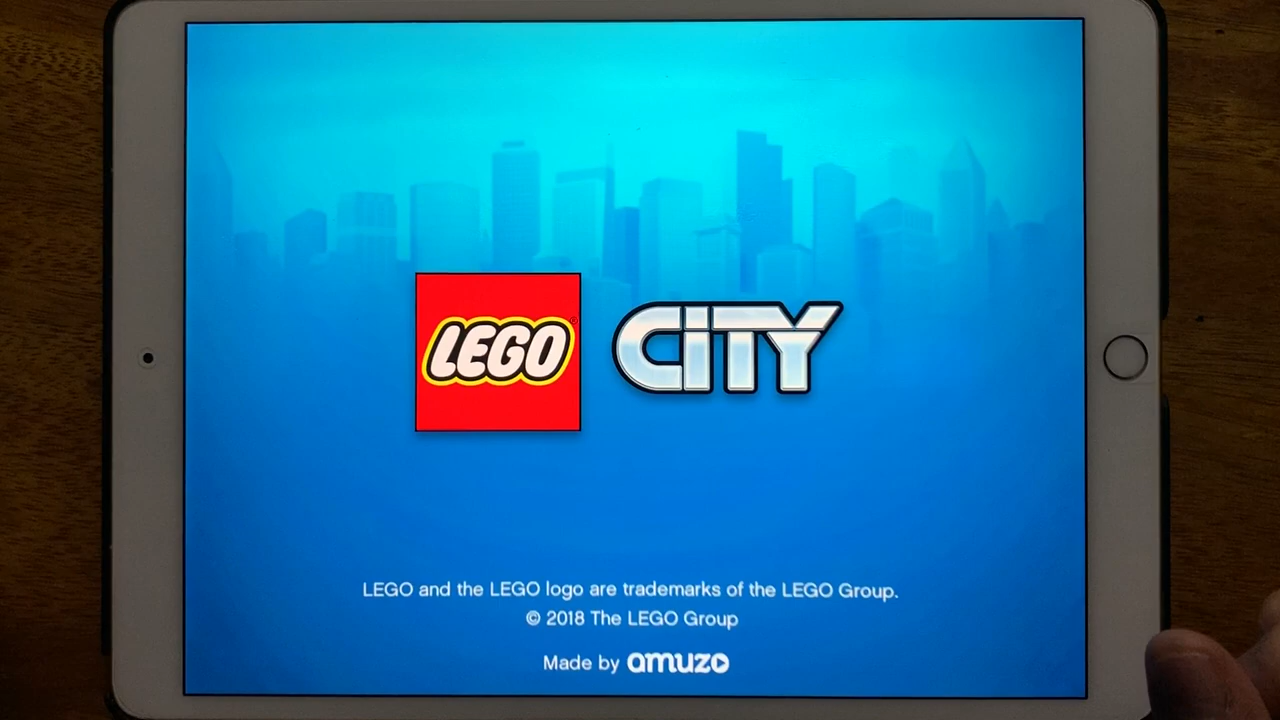 LEGO
CITY
LEGO and the LEGO logo are trademarks of the LEGO Group.
© 2018 The LEGO Group
Made by amuzo